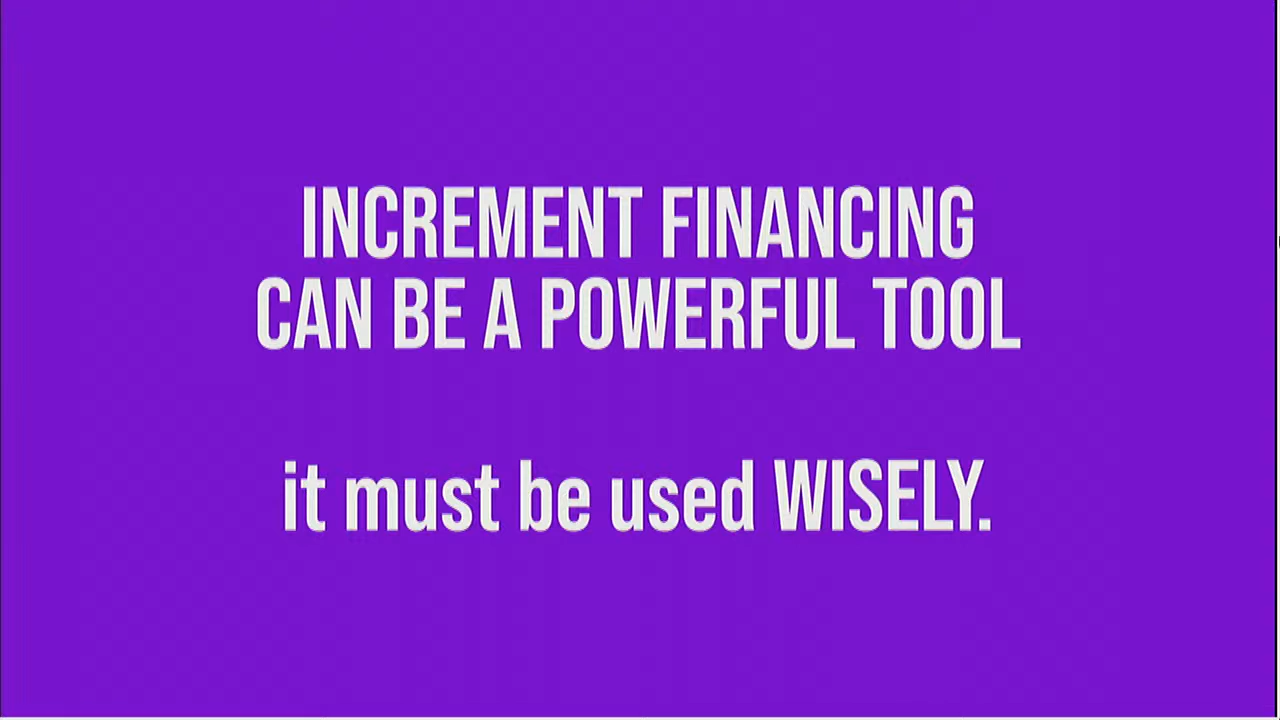 INCREMENT FINANCING
CAN BE A POWERFUL TOOL
it must be used WISELY.